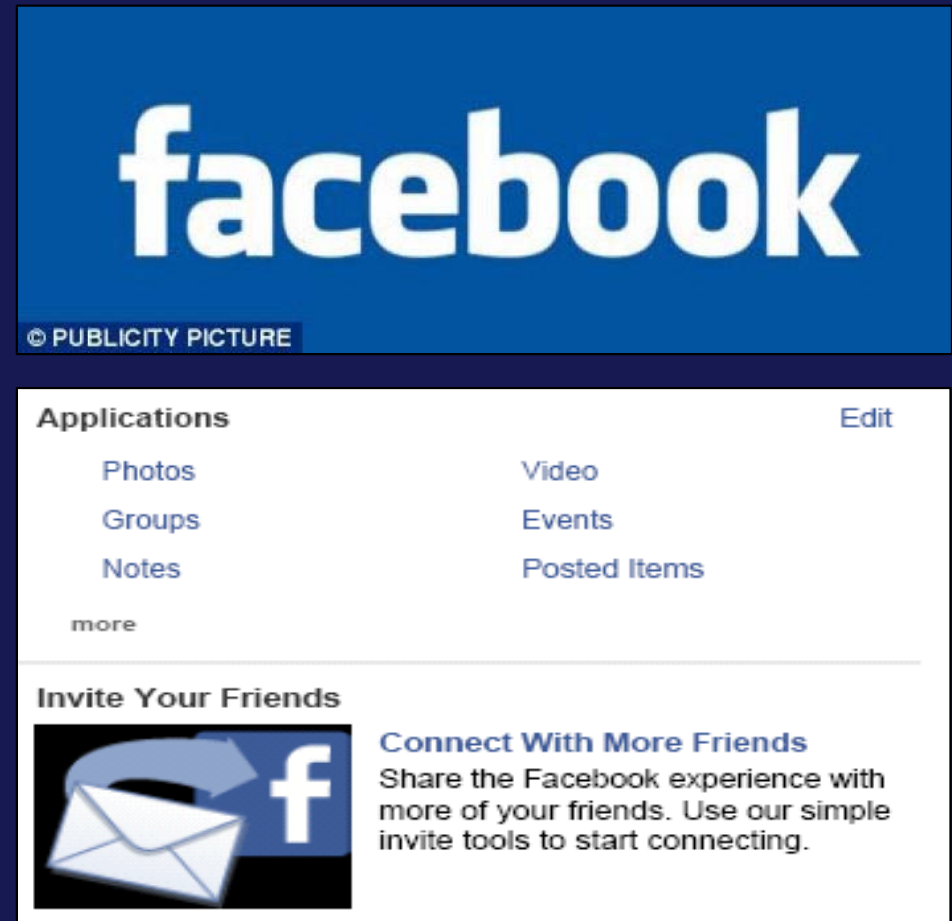 facebook
© PUBLICITY PICTURE
Applications Edit
Photos Video
Groups Events
Notes Posted Items
more
Invite Your Friends
f
Connect With More Friends
Share the Facebook experience with
more of your friends. Use our simple
invite tools to start connecting.